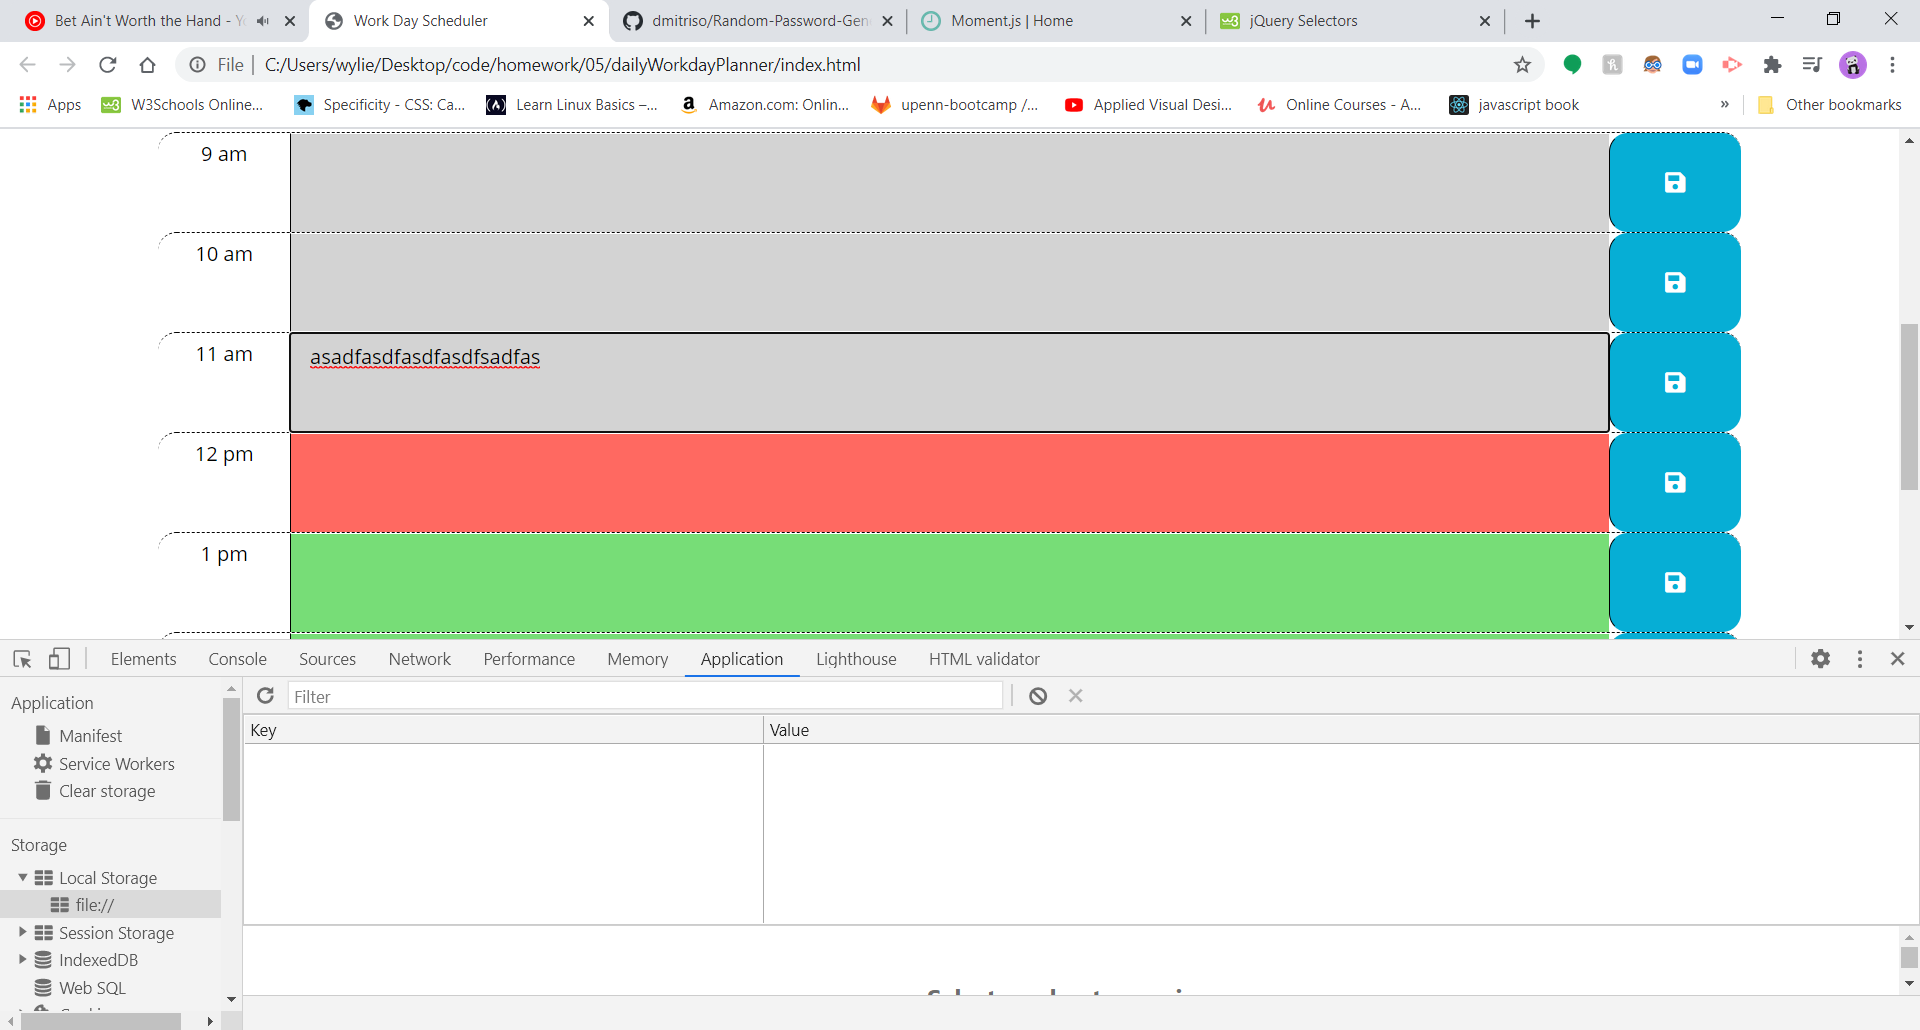 Bet Ain't Worth the Hand - Y
Work Day Scheduler
dmitriso/Random-Password-Gen
Moment.js | Home
jQuery Selectors
File
C:/Users/wylie/Desktop/code/homework/05/dailyWorkdayPlanner/index.html
Apps
W3Schools Online...
Specificity - CSS: Ca...
Learn Linux Basics –...
Amazon.com: Onlin...
upenn-bootcamp /...
Applied Visual Desi...
Online Courses - A...
javascript book
»
Other bookmarks
9 am
10 am
11 am
asadfasdfasdfasdfsadfas
12 pm
1 pm
Elements
Console
Sources
Network
Performance
Memory
Application
Lighthouse
HTML validator
Application
Manifest
Service Workers
Clear storage
Storage
Local Storage
file://
Session Storage
IndexedDB
Web SQL
Filter
Key
Value